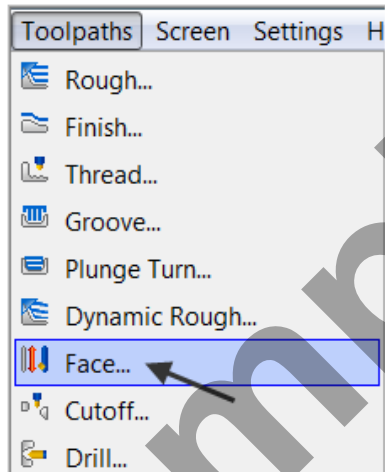 Toolpaths Screen Settings H
Rough...
Finish...
Thread...
Groove...
Plunge Turn...
Dynamic Rough...
Face...
Cutoff...
Drill...